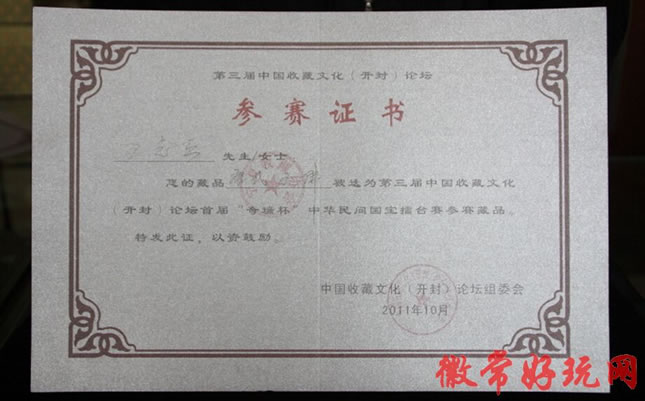 第三届中国收藏文化(开封)论坛
参赛证书
先生/女士
您的藏品 被选为第三届中国收藏文化
(开封)论坛首届“奇瑞杯”中华民间国宝擂台赛参赛藏品。
特发此证，以资鼓励。
中国收藏文化(开封)论坛组委会
2011年10月
徽常好玩网